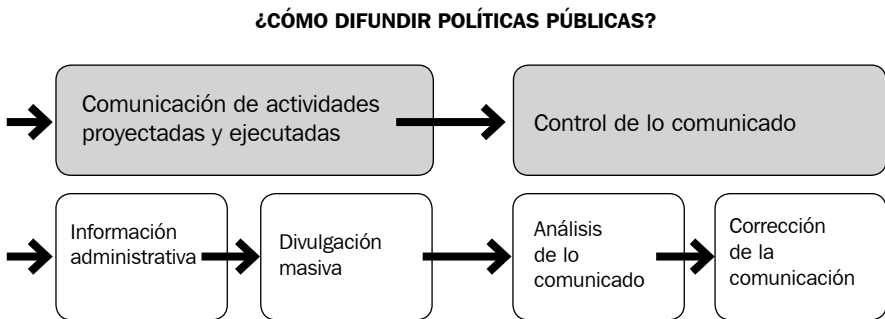 ¿CÓMO DIFUNDIR POLÍTICAS PÚBLICAS?
Comunicación de actividades
proyectadas y ejecutadas
Control de lo comunicado
Información
administrativa
Divulgación
masiva
Análisis
de lo
comunicado
Corrección
de la
comunicación